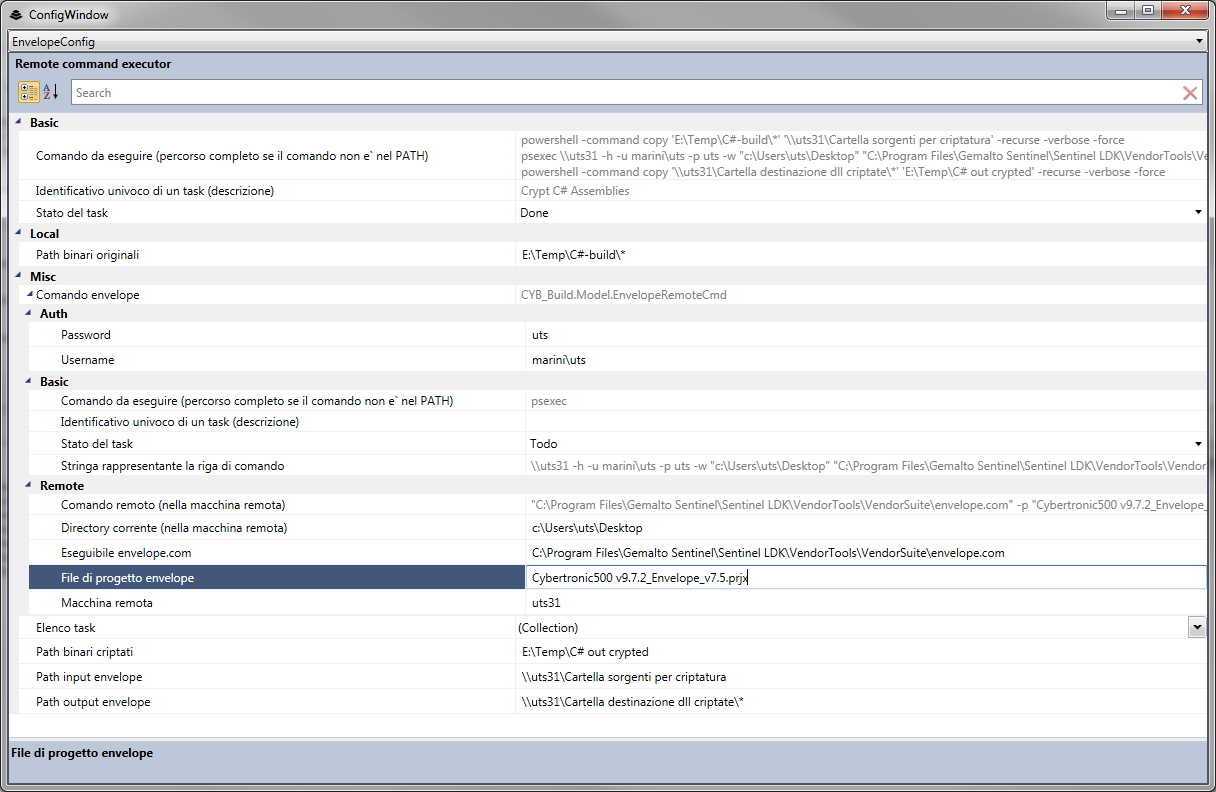 ConfigWindow
EnvelopeConfig
Remote command executor
Search
Basic
Comando da eseguire (percorso completo se il comando non e` nel PATH)
powershell -command copy 'E:\Temp\C#-build\*' '\\uts31\Cartella sorgenti per criptatura' -recurse -verbose -force
psexec \\uts31 -h -u marini\uts -p uts -w "c:\Users\uts\Desktop" "C:\Program Files\Gemalto Sentinel\Sentinel LDK\VendorTools\Ve
powershell -command copy '\\uts31\Cartella destinazione dll criptate\*' 'E:\Temp\C# out crypted' -recurse -verbose -force
Identificativo univoco di un task (descrizione) Crypt C# Assemblies
Stato del task Done
Local
Path binari originali E:\Temp\C#-build\*
Misc
Comando envelope CYB_Build.Model.EnvelopeRemoteCmd
Auth
Password uts
Username marini\uts
Basic
Comando da eseguire (percorso completo se il comando non e` nel PATH) psexec
Identificativo univoco di un task (descrizione)
Stato del task Todo
Stringa rappresentante la riga di comando \\uts31 -h -u marini\uts -p uts -w "c:\Users\uts\Desktop" "C:\Program Files\Gemalto Sentinel\Sentinel LDK\VendorTools\Vendor
Remote
Comando remoto (nella macchina remota) "C:\Program Files\Gemalto Sentinel\Sentinel LDK\VendorTools\VendorSuite\envelope.com" -p "Cybertronic500 v9.7.2_Envelope_
Directory corrente (nella macchina remota) c:\Users\uts\Desktop
Eseguibile envelope.com C:\Program Files\Gemalto Sentinel\Sentinel LDK\VendorTools\VendorSuite\envelope.com
File di progetto envelope Cybertronic500 v9.7.2_Envelope_v7.5.prjx
Macchina remota uts31
Elenco task (Collection)
Path binari criptati E:\Temp\C# out crypted
Path input envelope \\uts31\Cartella sorgenti per criptatura
Path output envelope \\uts31\Cartella destinazione dll criptate\*
File di progetto envelope